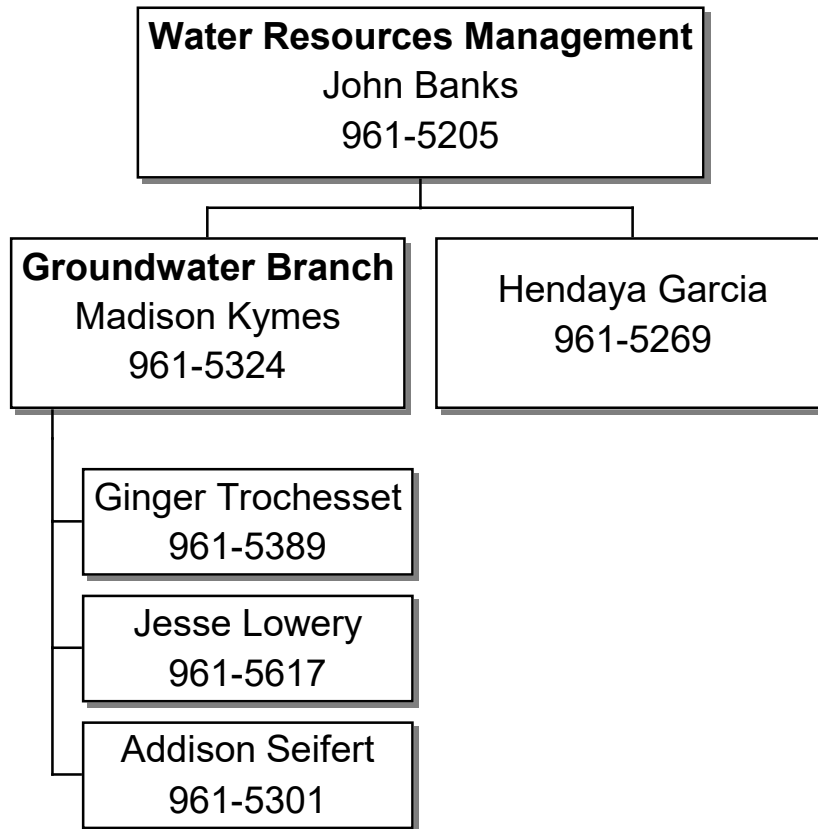 Water Resources Management
John Banks
961-5205
Groundwater Branch
Madison Kymes
961-5324
Hendaya Garcia
961-5269
Ginger Trochesset
961-5389
Jesse Lowery
961-5617
Addison Seifert
961-5301